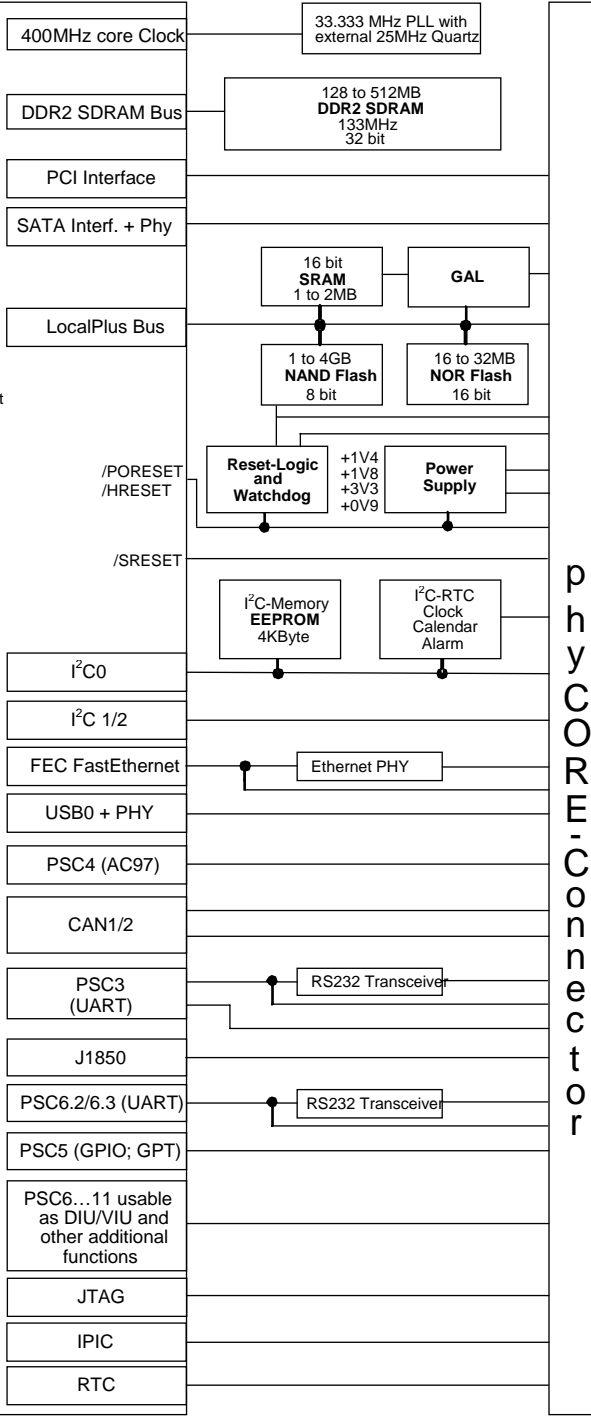 400MHz core Clock
33.333 MHz PLL with
external 25MHz Quartz
DDR2 SDRAM Bus
128 to 512MB
DDR2 SDRAM
133MHz
32 bit
PCI Interface
SATA Interf. + Phy
16 bit
SRAM
1 to 2MB
GAL
LocalPlus Bus
1 to 4GB
NAND Flash
8 bit
16 to 32MB
NOR Flash
16 bit
t
/PORESET
/HRESET
Reset-Logic
and
Watchdog
+1V4
+1V8
+3V3
+0V9
Power
Supply
/SRESET
I²C-Memory
EEPROM
4KByte
I²C-RTC
Clock
Calendar
Alarm
I²C0
I²C 1/2
FEC FastEthernet
Ethernet PHY
USB0 + PHY
PSC4 (AC97)
CAN1/2
PSC3
(UART)
RS232 Transceiver
J1850
PSC6.2/6.3 (UART)
RS232 Transceiver
PSC5 (GPIO; GPT)
PSC6…11 usable
as DIU/VIU and
other additional
functions
JTAG
IPIC
RTC
phyCORE-Connector